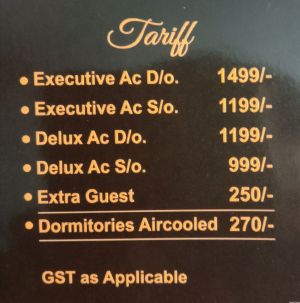 Tariff
• Executive Ac D/o. 1499/-
• Executive Ac S/o. 1199/-
• Delux Ac D/o. 1199/-
• Delux Ac S/o. 999/-
• Extra Guest 250/-
• Dormitories Aircooled 270/-
GST as Applicable